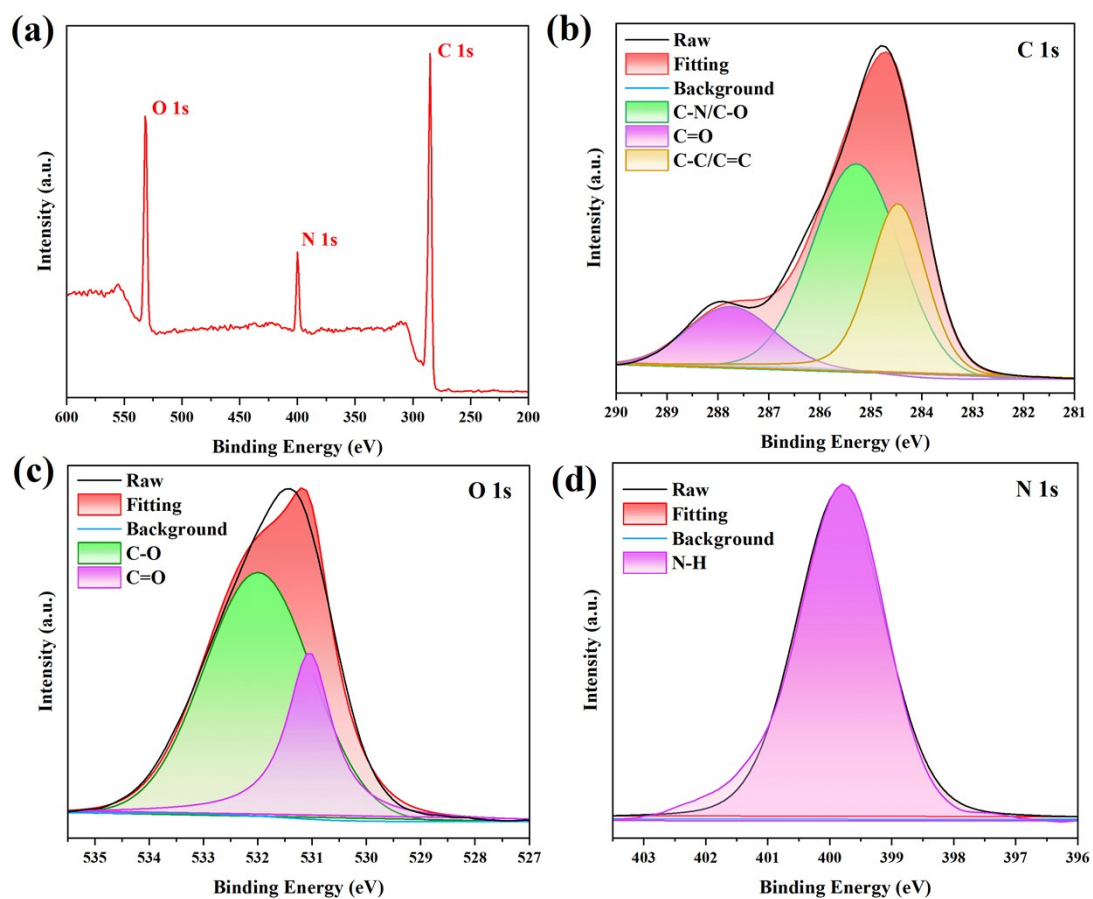 (a)
C 1s
O 1s
N 1s
Intensity (a.u.)
600 550 500 450 400 350 300 250 200
Binding Energy (eV)
(b)
Raw
Fitting
Background
C-N/C-O
C=O
C-C/C=C
C 1s
Intensity (a.u.)
290 289 288 287 286 285 284 283 282 281
Binding Energy (eV)
(c)
Raw
Fitting
Background
C-O
C=O
O 1s
Intensity (a.u.)
535 534 533 532 531 530 529 528 527
Binding Energy (eV)
(d)
Raw
Fitting
Background
N-H
N 1s
Intensity (a.u.)
403 402 401 400 399 398 397 396
Binding Energy (eV)